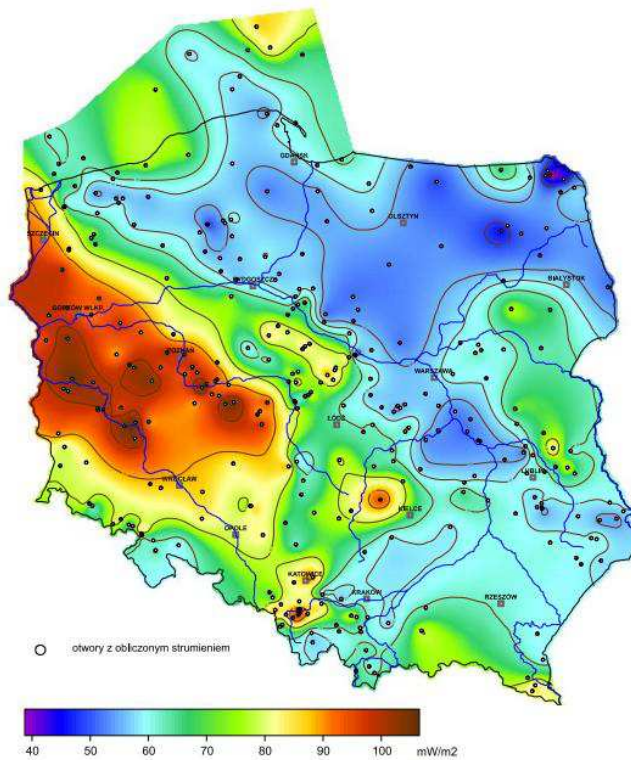 GDAŃSK
OLSZTYN
SZCZECIN
BYDGOSZCZ
BIAŁYSTOK
GORZÓW WLKP.
POZNAŃ
WARSZAWA
ŁÓDŹ
WROCŁAW
LUBLIN
KIELCE
OPOLE
KATOWICE
KRAKÓW
RZESZÓW
otwory z obliczonym strumieniem
40 50 60 70 80 90 100 mW/m2